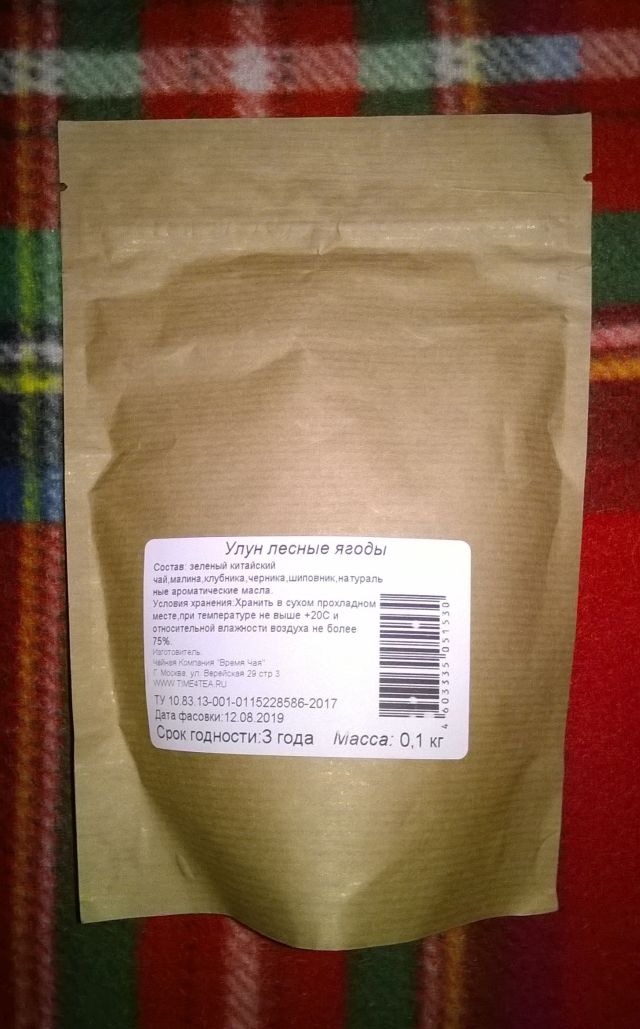 Улун лесные ягоды
Состав: зеленый китайский
чай,малина,клубника,черника,шиповник,натураль
ные ароматические масла.
Условия хранения:Хранить в сухом прохладном
месте,при температуре не выше +20С и
относительной влажности воздуха не более
75%.
Изготовитель:
Чайная Компания "Время Чая"
Г. Москва, ул. Верейская 29 стр 3
WWW.TIME4TEA.RU
ТУ 10.83.13-001-0115228586-2017
Дата фасовки:12.08.2019
Срок годности:3 года Масса: 0,1 кг
4 603335 051530